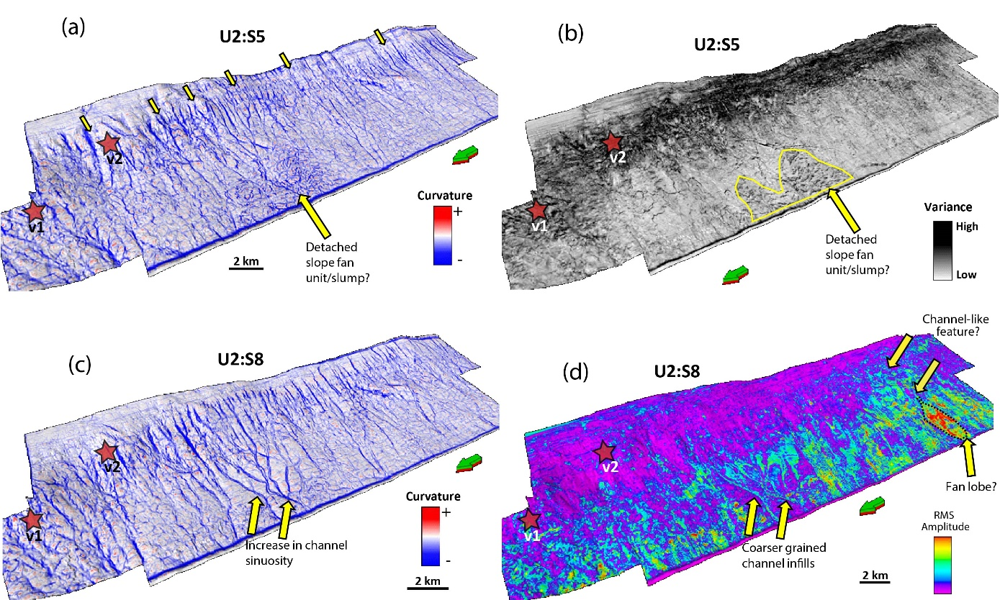 (a)
U2:S5
v2
v1
Curvature
+
-
Detached
slope fan
unit/slump?
2 km
(b)
U2:S5
v2
v1
Variance
High
Low
Detached
slope fan
unit/slump?
(c)
U2:S8
v2
v1
Increase in channel
sinuosity
Curvature
+
-
2 km
(d)
U2:S8
Channel-like
feature?
v2
v1
Fan lobe?
Coarser grained
channel infills
RMS
Amplitude
2 km